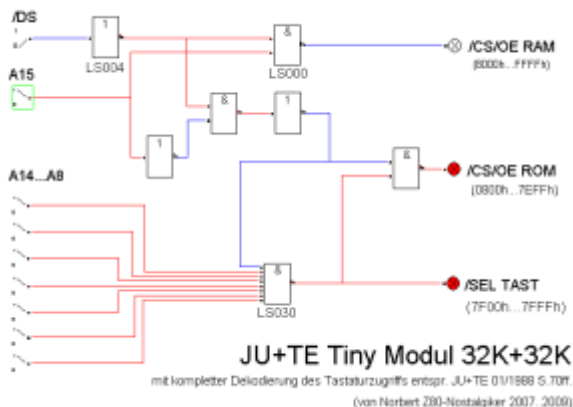 /DS
1
&
/CS/OE RAM
(8000h...FFFFh)
LS004
LS000
A15
&
1
1
&
A14...A8
/CS/OE ROM
(0800h...7EFFh)
&
/SEL TAST
(7F00h...7FFFh)
LS030
JU+TE Tiny Modul 32K+32K
mit kompletter Dekodierung des Tastaturzugriffs entspr. JU+TE 01/1988 S.70ff.
(von Norbert Z80-Nostalgiker 2007..2009)